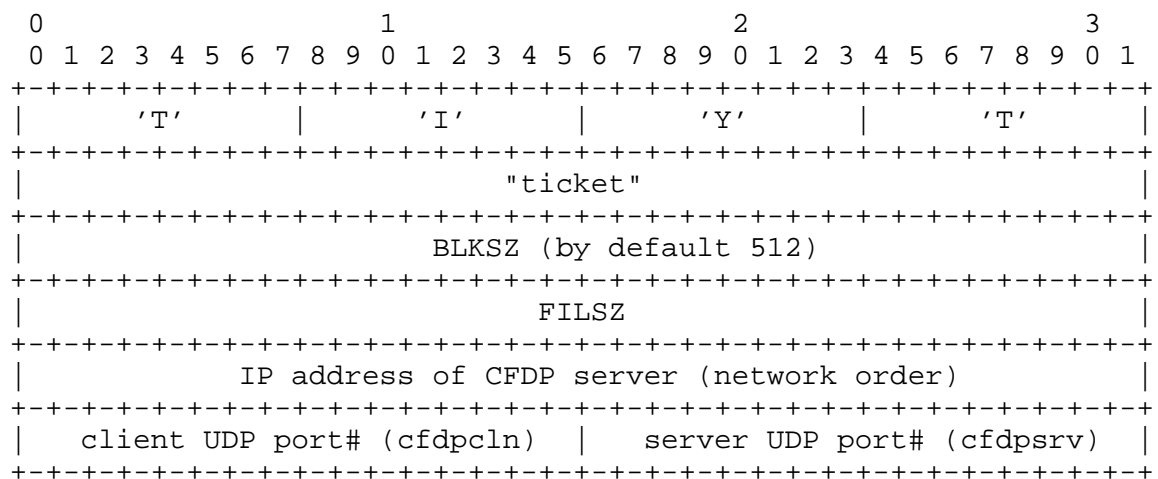 0                   1                   2                   3
 0 1 2 3 4 5 6 7 8 9 0 1 2 3 4 5 6 7 8 9 0 1 2 3 4 5 6 7 8 9 0 1
+-+-+-+-+-+-+-+-+-+-+-+-+-+-+-+-+-+-+-+-+-+-+-+-+-+-+-+-+-+-+-+-+
|      'T'      |      'I'      |      'Y'      |      'T'      |
+-+-+-+-+-+-+-+-+-+-+-+-+-+-+-+-+-+-+-+-+-+-+-+-+-+-+-+-+-+-+-+-+
|                           "ticket"                            |
+-+-+-+-+-+-+-+-+-+-+-+-+-+-+-+-+-+-+-+-+-+-+-+-+-+-+-+-+-+-+-+-+
|                       BLKSZ (by default 512)                  |
+-+-+-+-+-+-+-+-+-+-+-+-+-+-+-+-+-+-+-+-+-+-+-+-+-+-+-+-+-+-+-+-+
|                             FILSZ                             |
+-+-+-+-+-+-+-+-+-+-+-+-+-+-+-+-+-+-+-+-+-+-+-+-+-+-+-+-+-+-+-+-+
|            IP address of CFDP server (network order)          |
+-+-+-+-+-+-+-+-+-+-+-+-+-+-+-+-+-+-+-+-+-+-+-+-+-+-+-+-+-+-+-+-+
|   client UDP port# (cfdpcln)  |   server UDP port# (cfdpsrv)  |
+-+-+-+-+-+-+-+-+-+-+-+-+-+-+-+-+-+-+-+-+-+-+-+-+-+-+-+-+-+-+-+-+